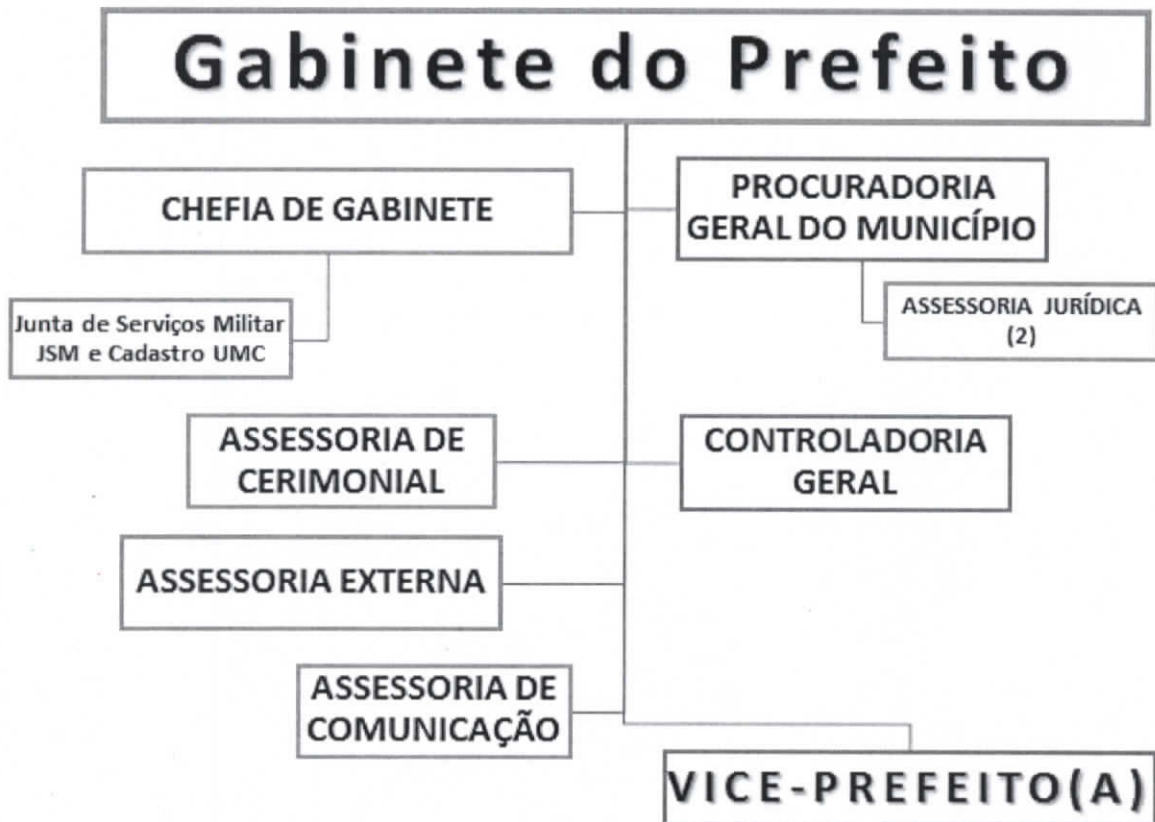 Gabinete do Prefeito
CHEFIA DE GABINETE
PROCURADORIA
GERAL DO MUNICÍPIO
Junta de Serviços Militar
JSM e Cadastro UMC
ASSESSORIA JURÍDICA
(2)
ASSESSORIA DE
CERIMONIAL
CONTROLADORIA
GERAL
ASSESSORIA EXTERNA
ASSESSORIA DE
COMUNICAÇÃO
VICE-PREFEITO(A)